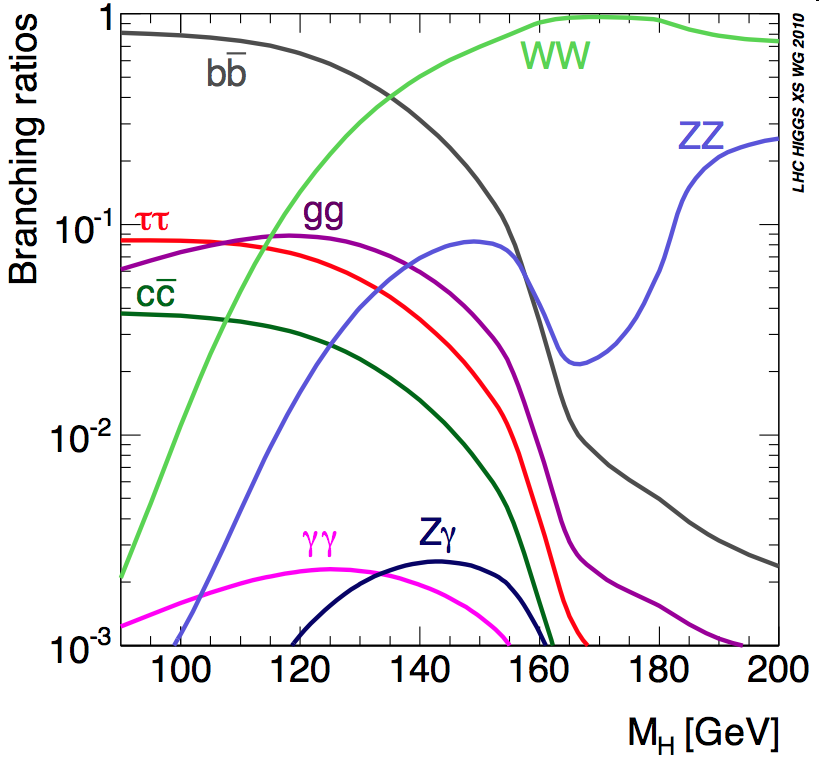 Branching ratios
1
10-1
10-2
10-3
bb̅
WW
ZZ
ττ
gg
cc̅
γγ
Zγ
100 120 140 160 180 200
MH [GeV]
LHC HIGGS XS WG 2010